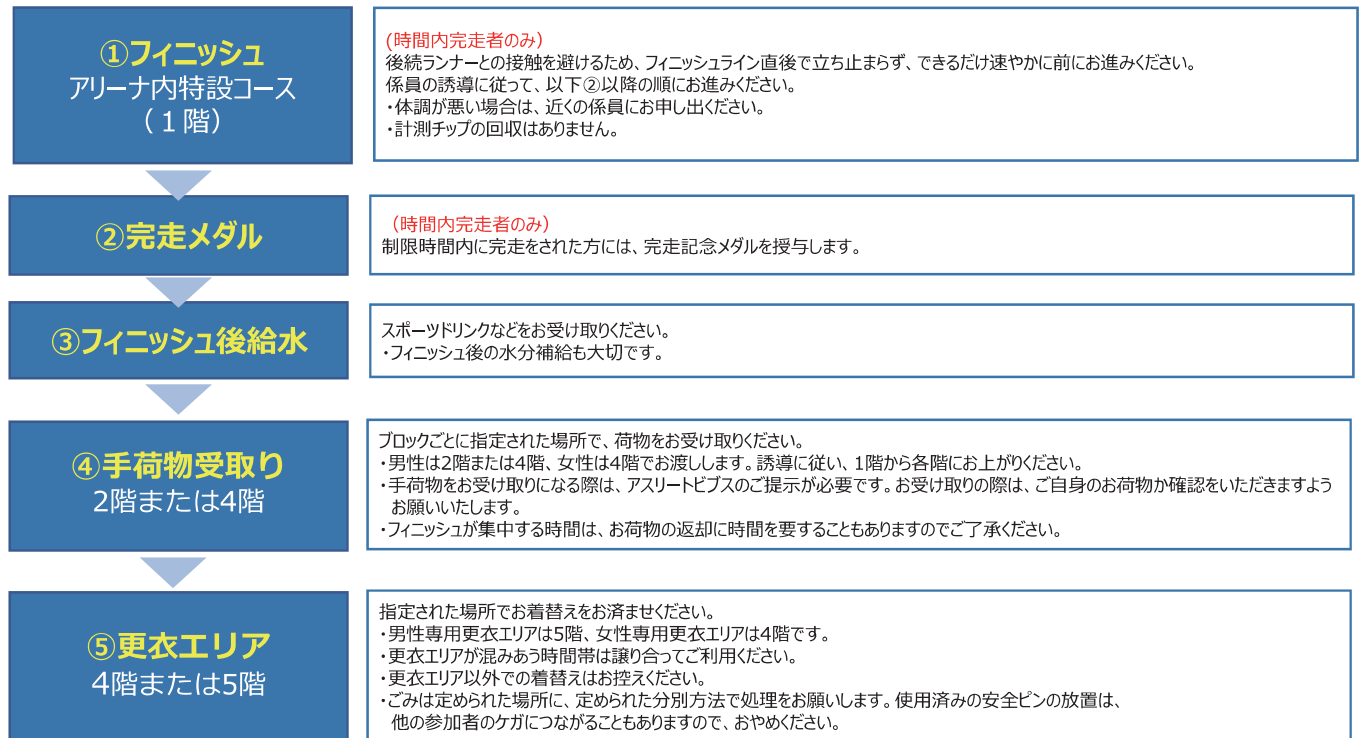 ①フィニッシュ
アリーナ内特設コース
（１階）
(時間内完走者のみ）
後続ランナーとの接触を避けるため、フィニッシュライン直後で立ち止まらず、できるだけ速やかに前にお進みください。
係員の誘導に従って、以下②以降の順にお進みください。
・体調が悪い場合は、近くの係員にお申し出ください。
・計測チップの回収はありません。
②完走メダル
（時間内完走者のみ）
制限時間内に完走をされた方には、完走記念メダルを授与します。
③フィニッシュ後給水
スポーツドリンクなどをお受け取りください。
・フィニッシュ後の水分補給も大切です。
④手荷物受取り
2階または4階
ブロックごとに指定された場所で、荷物をお受け取りください。
・男性は2階または4階、女性は4階でお渡しします。誘導に従い、1階から各階にお上がりください。
・手荷物をお受け取りになる際は、アスリートビブスのご提示が必要です。お受け取りの際は、ご自身のお荷物か確認をいただきますよう
お願いいたします。
・フィニッシュが集中する時間は、お荷物の返却に時間を要することもありますのでご了承ください。
⑤更衣エリア
4階または5階
指定された場所でお着替えをお済ませください。
・男性専用更衣エリアは5階、女性専用更衣エリアは4階です。
・更衣エリアが混みあう時間帯は譲り合ってご利用ください。
・更衣エリア以外での着替えはお控えください。
・ごみは定められた場所に、定められた分別方法で処理をお願いします。使用済みの安全ピンの放置は、
他の参加者のケガにつながることもありますので、おやめください。